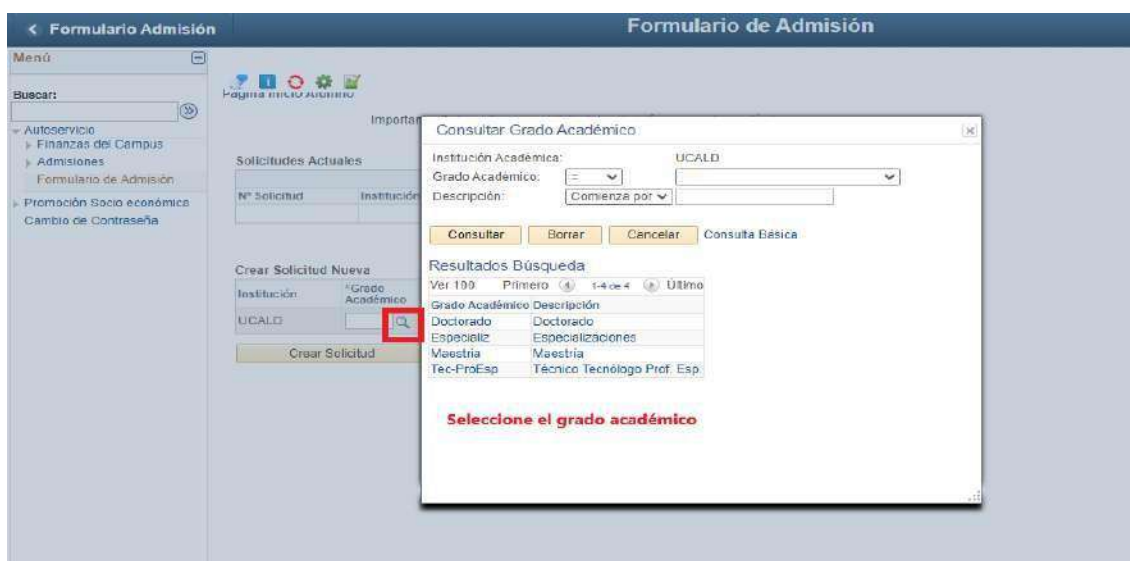 Formulario Admisión
Formulario de Admisión
Menú
Buscar:
Autoservicio
Finanzas del Campus
Admisiones
Formulario de Admisión
Promoción Socio económica
Cambio de Contraseña
Página Inicio
Importan
Solicitudes Actuales
Nº Solicitud Institución
Crear Solicitud Nueva
Institución *Grado Académico
UCALD
Crear Solicitud
Consultar Grado Académico
Institución Académica: UCALD
Grado Académico: =
Descripción: Comienza por
Consultar Borrar Cancelar Consulta Básica
Resultados Búsqueda
Ver 100 Primero 1-4 de 4 Último
Grado Académico Descripción
Doctorado Doctorado
Especializ Especializaciones
Maestria Maestría
Tec-ProEsp Técnico Tecnólogo Prof. Esp
Seleccione el grado académico